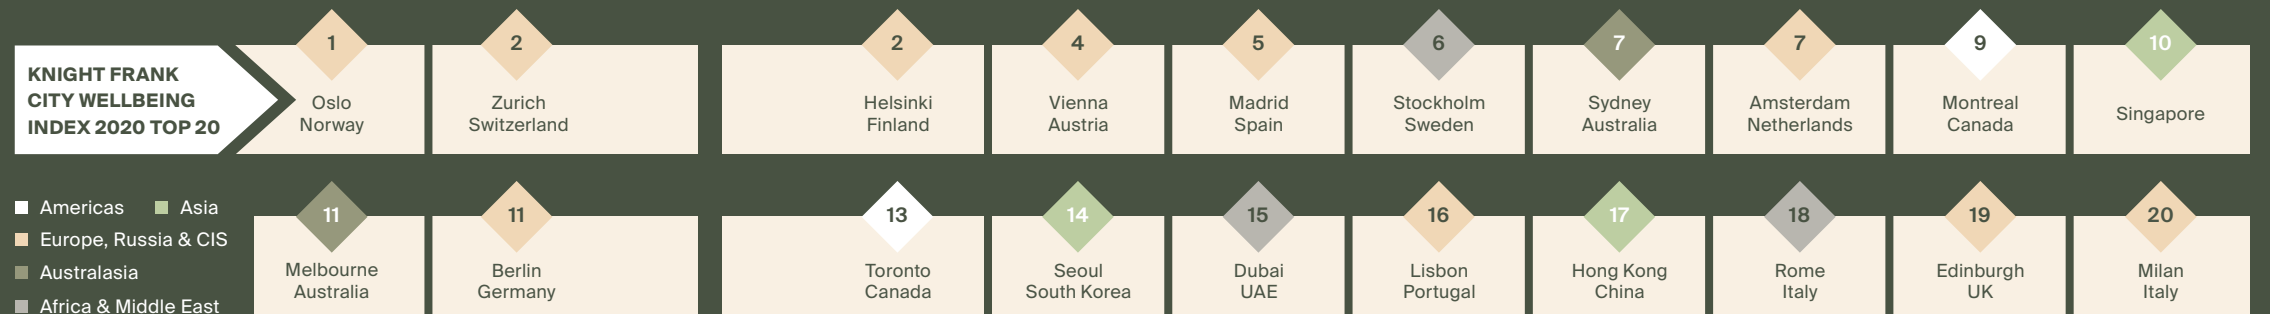 KNIGHT FRANK
CITY WELLBEING
INDEX 2020 TOP 20
1
Oslo
Norway
2
Zurich
Switzerland
2
Helsinki
Finland
4
Vienna
Austria
5
Madrid
Spain
6
Stockholm
Sweden
7
Sydney
Australia
7
Amsterdam
Netherlands
9
Montreal
Canada
10
Singapore
Americas
Asia
Europe, Russia & CIS
Australasia
Africa & Middle East
11
Melbourne
Australia
11
Berlin
Germany
13
Toronto
Canada
14
Seoul
South Korea
15
Dubai
UAE
16
Lisbon
Portugal
17
Hong Kong
China
18
Rome
Italy
19
Edinburgh
UK
20
Milan
Italy